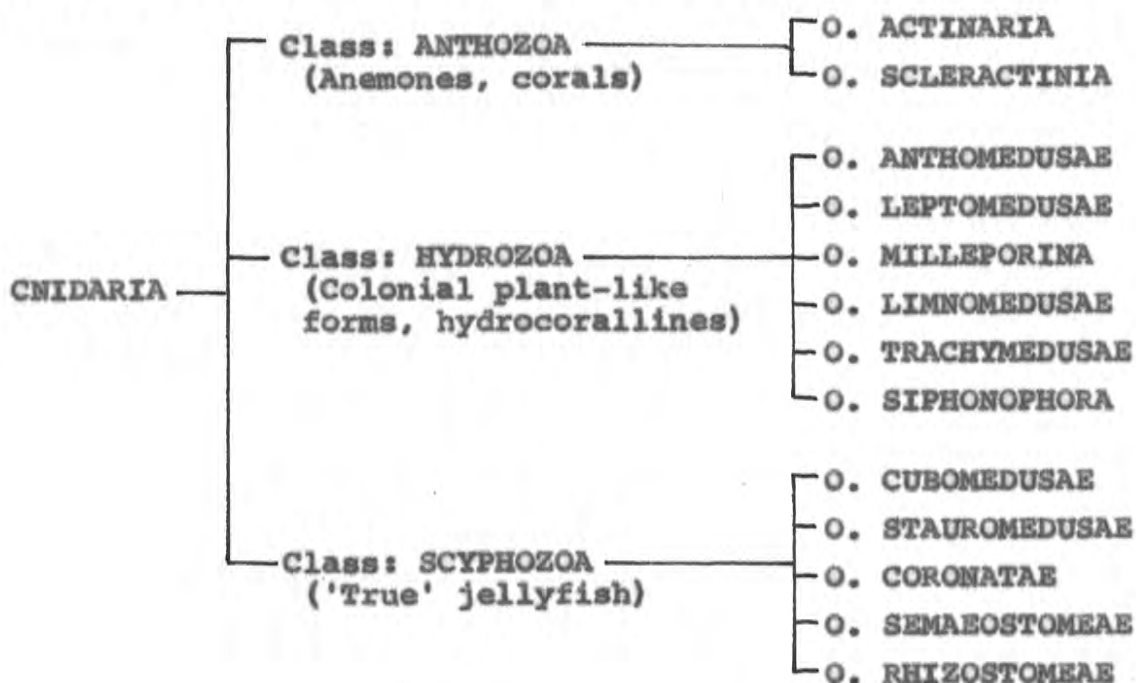 Class: ANTHOZOA
(Anemones, corals)
O. ACTINARIA
O. SCLERACTINIA
CNIDARIA
Class: HYDROZOA
(Colonial plant-like
forms, hydrocorallines)
O. ANTHOMEDUSAE
O. LEPTOMEDUSAE
O. MILLEPORINA
O. LIMNOMEDUSAE
O. TRACHYMEDUSAE
O. SIPHONOPHORA
Class: SCYPHOZOA
('True' jellyfish)
O. CUBOMEDUSAE
O. STAUROMEDUSAE
O. CORONATAE
O. SEMAEOSTOMEAE
O. RHIZOSTOMEAE